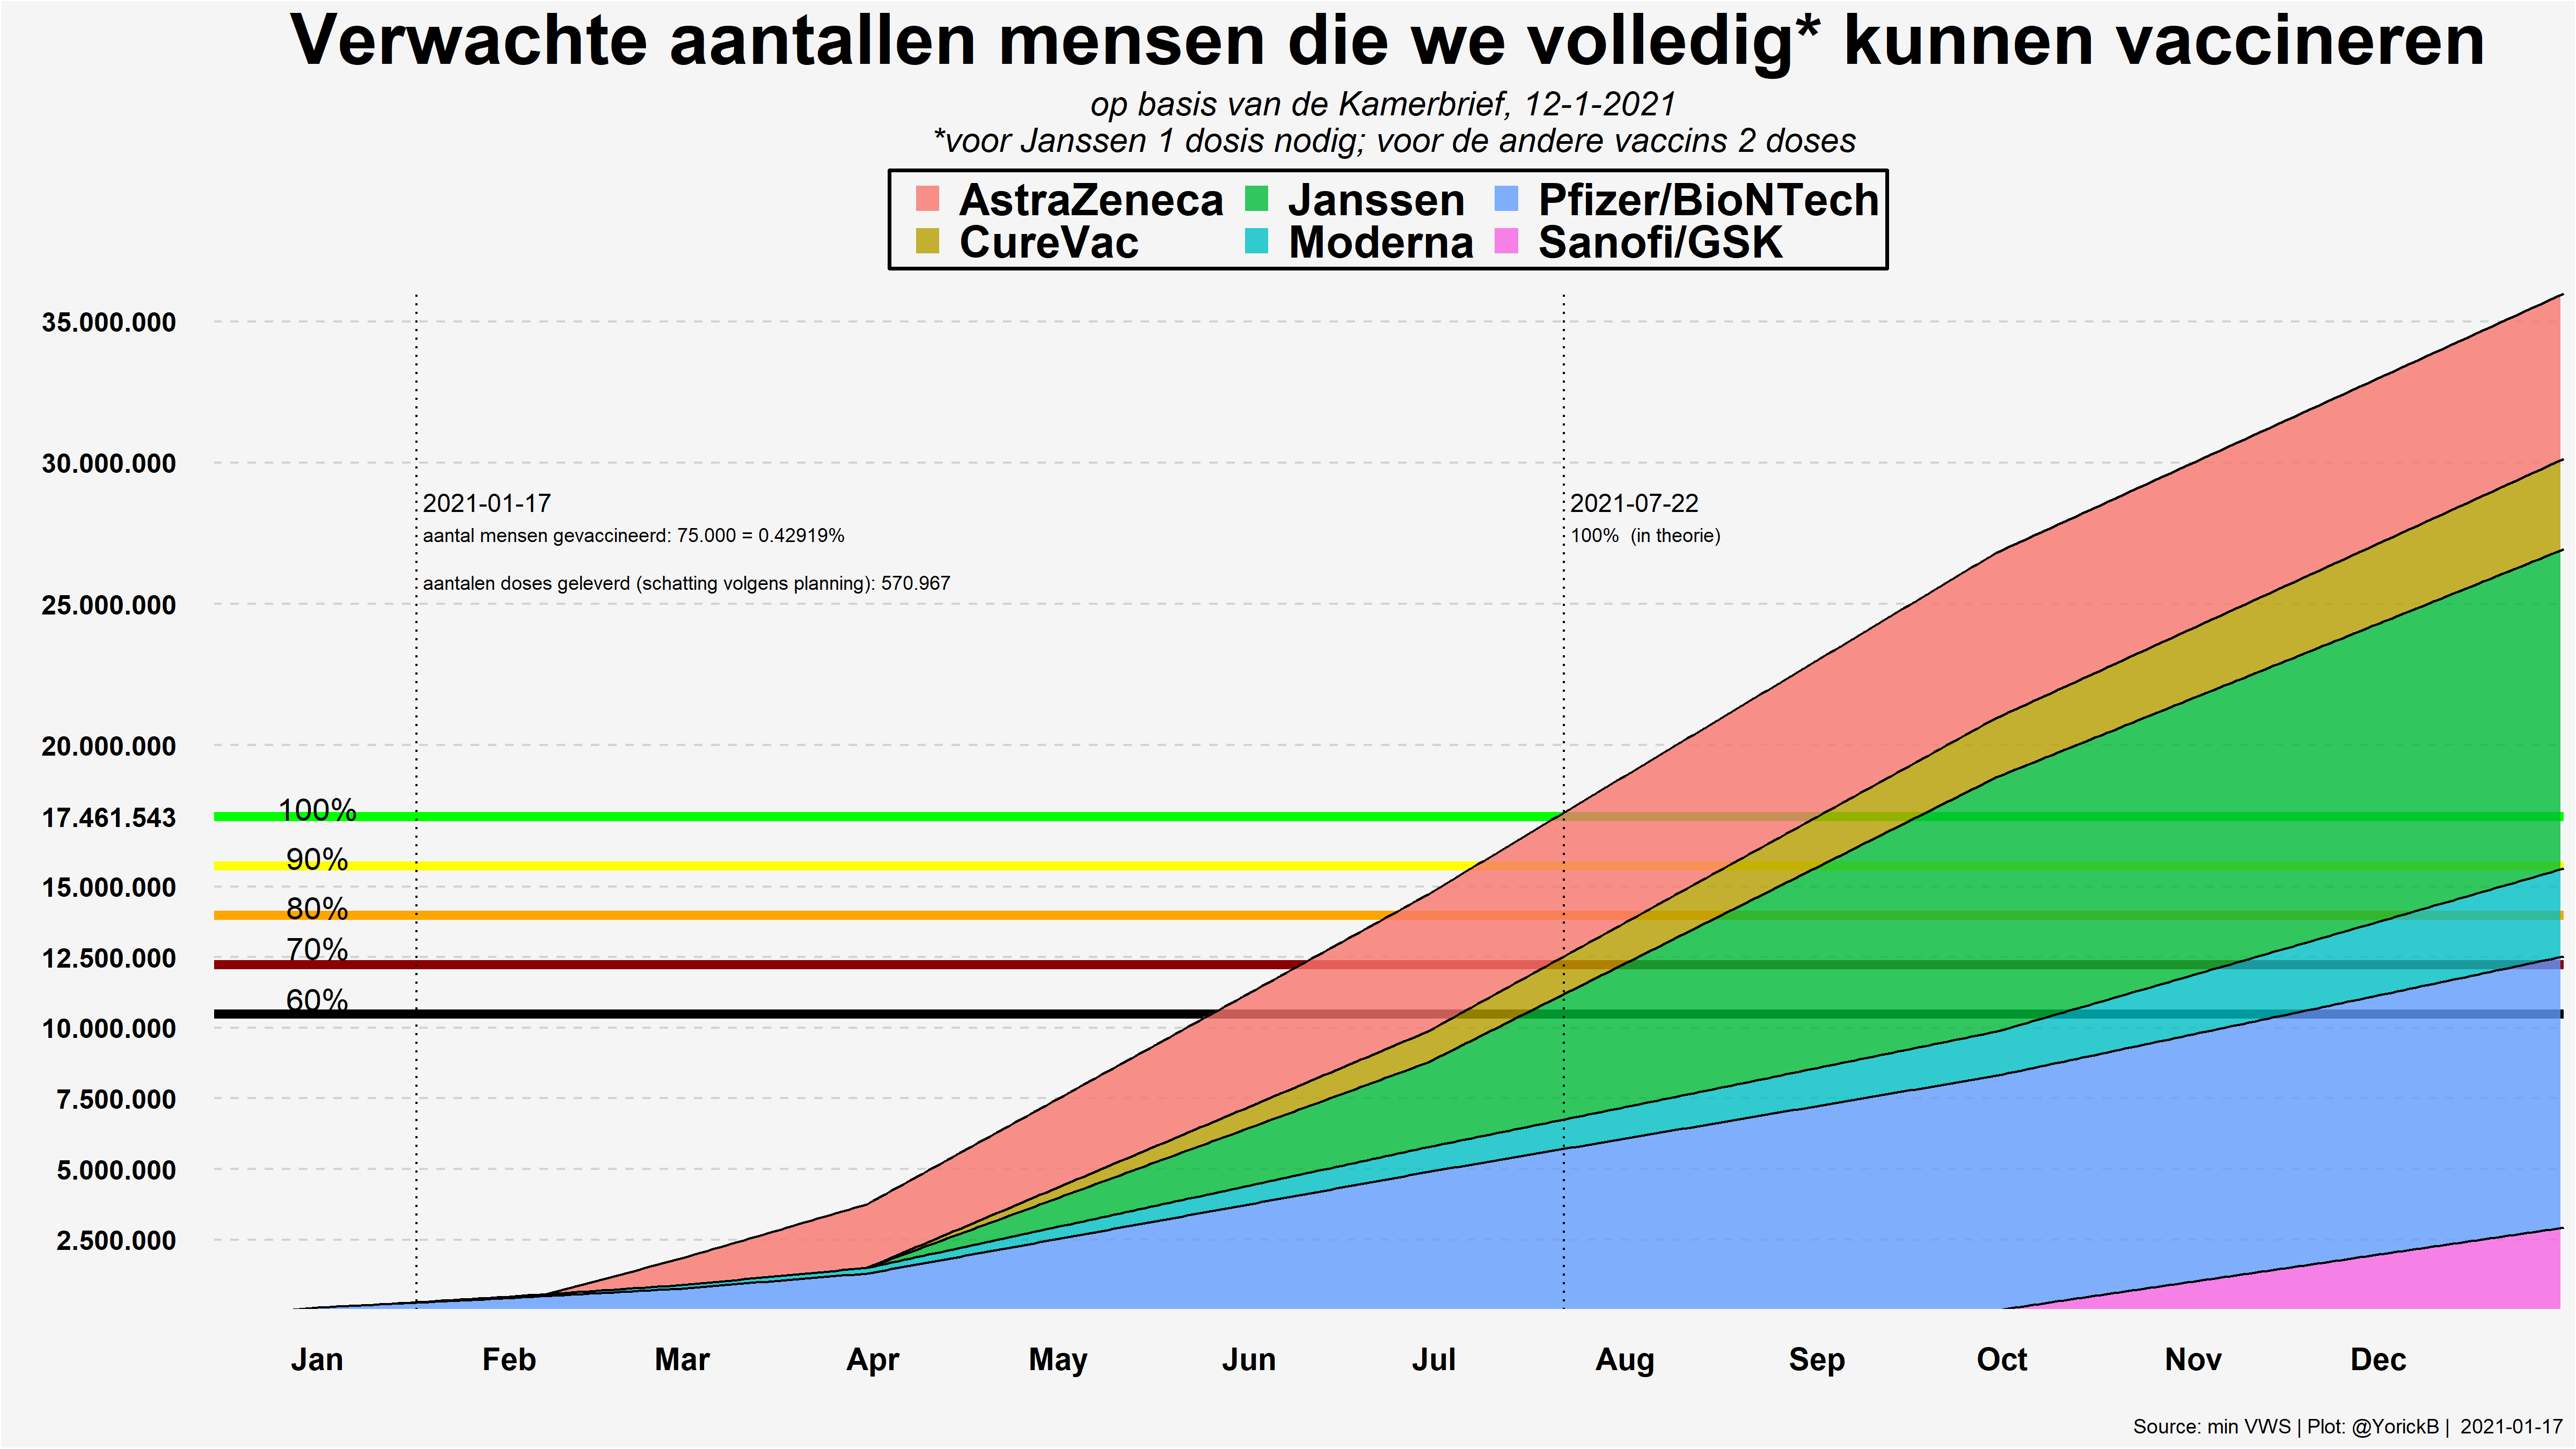 Verwachte aantallen mensen die we volledig* kunnen vaccineren
op basis van de Kamerbrief, 12-1-2021
*voor Janssen 1 dosis nodig; voor de andere vaccins 2 doses
AstraZeneca Janssen Pfizer/BioNTech
CureVac Moderna Sanofi/GSK
35.000.000
30.000.000
2021-01-17 2021-07-22
aantal mensen gevaccineerd: 75.000 = 0.42919% 100% (in theorie)
aantalen doses geleverd (schatting volgens planning): 570.967
25.000.000
20.000.000
17.461.543 100%
90%
15.000.000
80%
12.500.000 70%
60%
10.000.000
7.500.000
5.000.000
2.500.000
Jan Feb Mar Apr May Jun Jul Aug Sep Oct Nov Dec
Source: min VWS | Plot: @YorickB | 2021-01-17